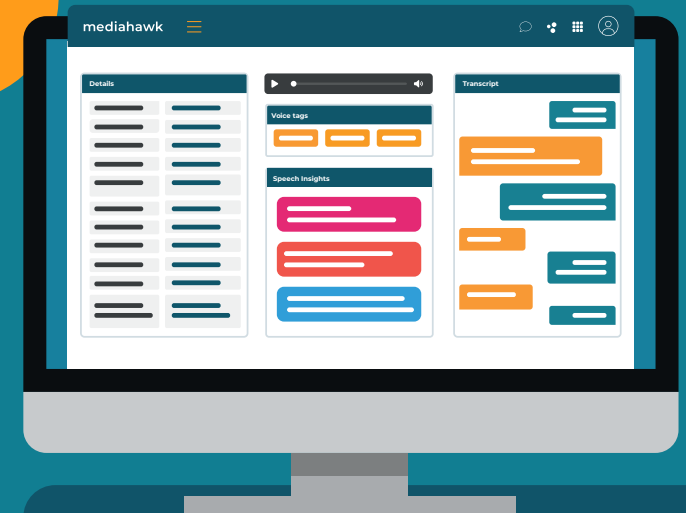 mediahawk
Details
Voice tags
Speech Insights
Transcript